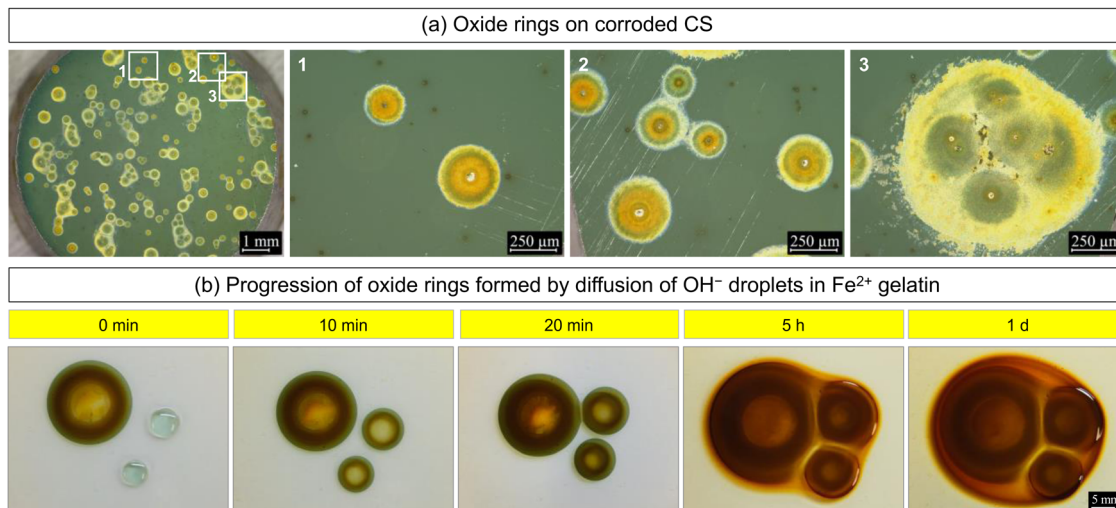 (a) Oxide rings on corroded CS
1
2
3
1 mm
1
250 µm
2
250 µm
3
250 µm
(b) Progression of oxide rings formed by diffusion of OH⁻ droplets in Fe²⁺ gelatin
0 min
10 min
20 min
5 h
1 d
5 mm